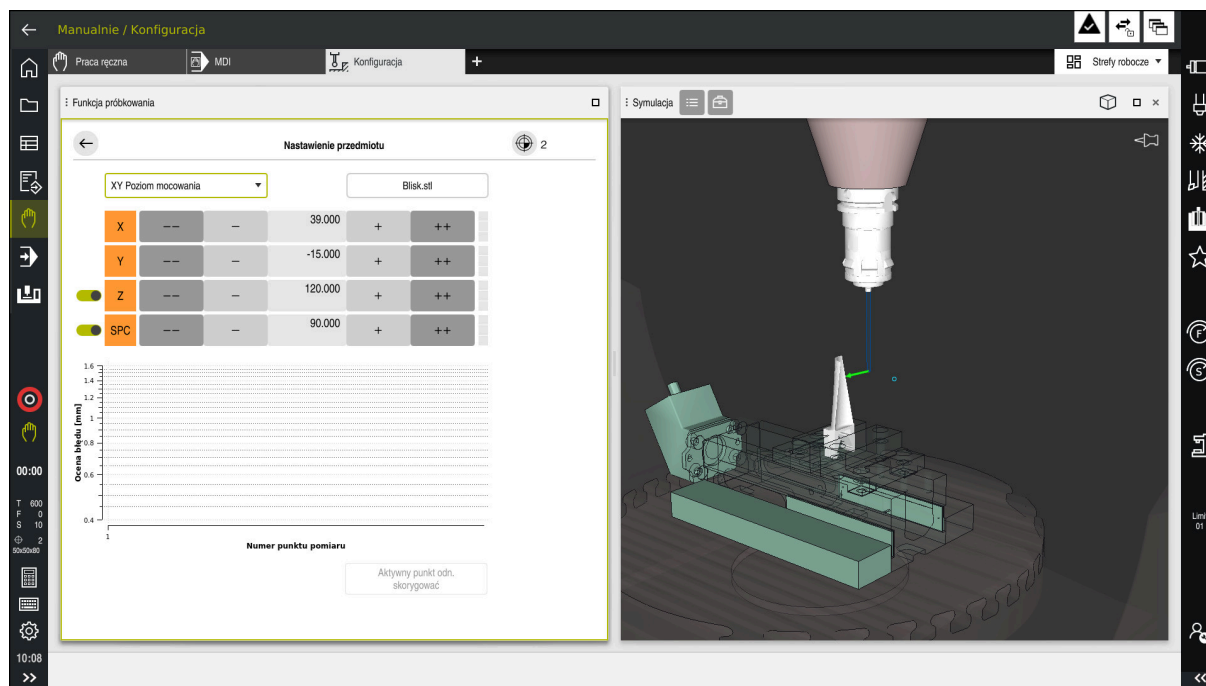 Manualnie / Konfiguracja
Praca ręczna
MDI
Konfiguracja
+
Strefy robocze
Funkcja próbkowania
Nastawienie przedmiotu
2
XY Poziom mocowania
Blisk.stl
X −− − 39.000 + ++
Y −− − -15.000 + ++
Z −− − 120.000 + ++
SPC −− − 90.000 + ++
Ocena błędu [mm]
1.6
1.4
1.2
1
0.8
0.6
0.4
1
Numer punktu pomiaru
Aktywny punkt odn.
skorygować
Symulacja
00:00
T 600
F 0
S 10
2
50x50x80
10:08
F
S
Limi
01